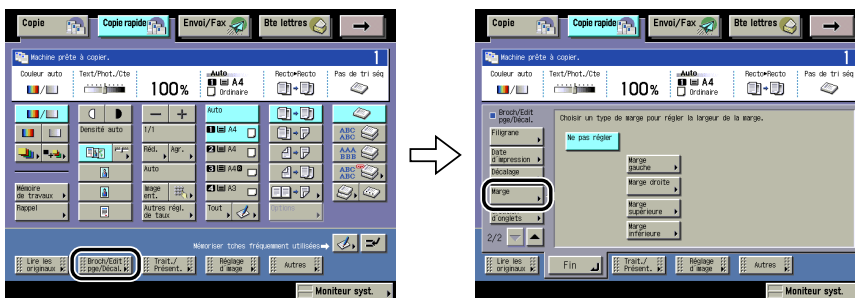 Copie
Copie rapide
Envoi/Fax
Bte lettres
Machine prête à copier.
1
Couleur auto
Text/Phot./Cte
100%
Auto
A4
Ordinaire
Recto▸Recto
Pas de tri séq
Densité auto
1/1
Auto
A4
ABC
ABC
Réd.
Agr.
A4
AAA
BBB
Auto
A4
ABC
ABC
Mémoire
de travaux
Image
ent.
A3
Rappel
Autres régl.
de taux
Tout
Options
Mémoriser tches fréquemment utilisées
Lire les
originaux
Broch/Edit
pge/Décal.
Trait./
Présent.
Réglage
d'image
Autres
Moniteur syst.
Copie
Copie rapide
Envoi/Fax
Bte lettres
Machine prête à copier.
1
Couleur auto
Text/Phot./Cte
100%
Auto
A4
Ordinaire
Recto▸Recto
Pas de tri séq
Broch/Edit
pge/Décal.
Choisir un type de marge pour régler la largeur de la marge.
Filigrane
Ne pas régler
Date
d'impression
Décalage
Marge
gauche
Marge
Marge droite
Marge
supérieure
d'onglets
Marge
inférieure
2/2
Lire les
originaux
Fin
Trait./
Présent.
Réglage
d'image
Autres
Moniteur syst.